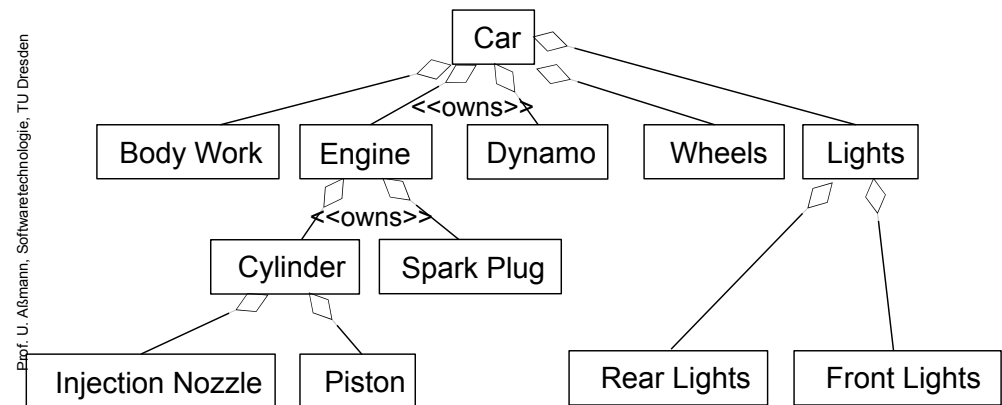 Prof. U. Aßmann, Softwaretechnologie, TU Dresden
Car
<<owns>>
Body Work
Engine
Dynamo
Wheels
Lights
<<owns>>
Cylinder
Spark Plug
Injection Nozzle
Piston
Rear Lights
Front Lights